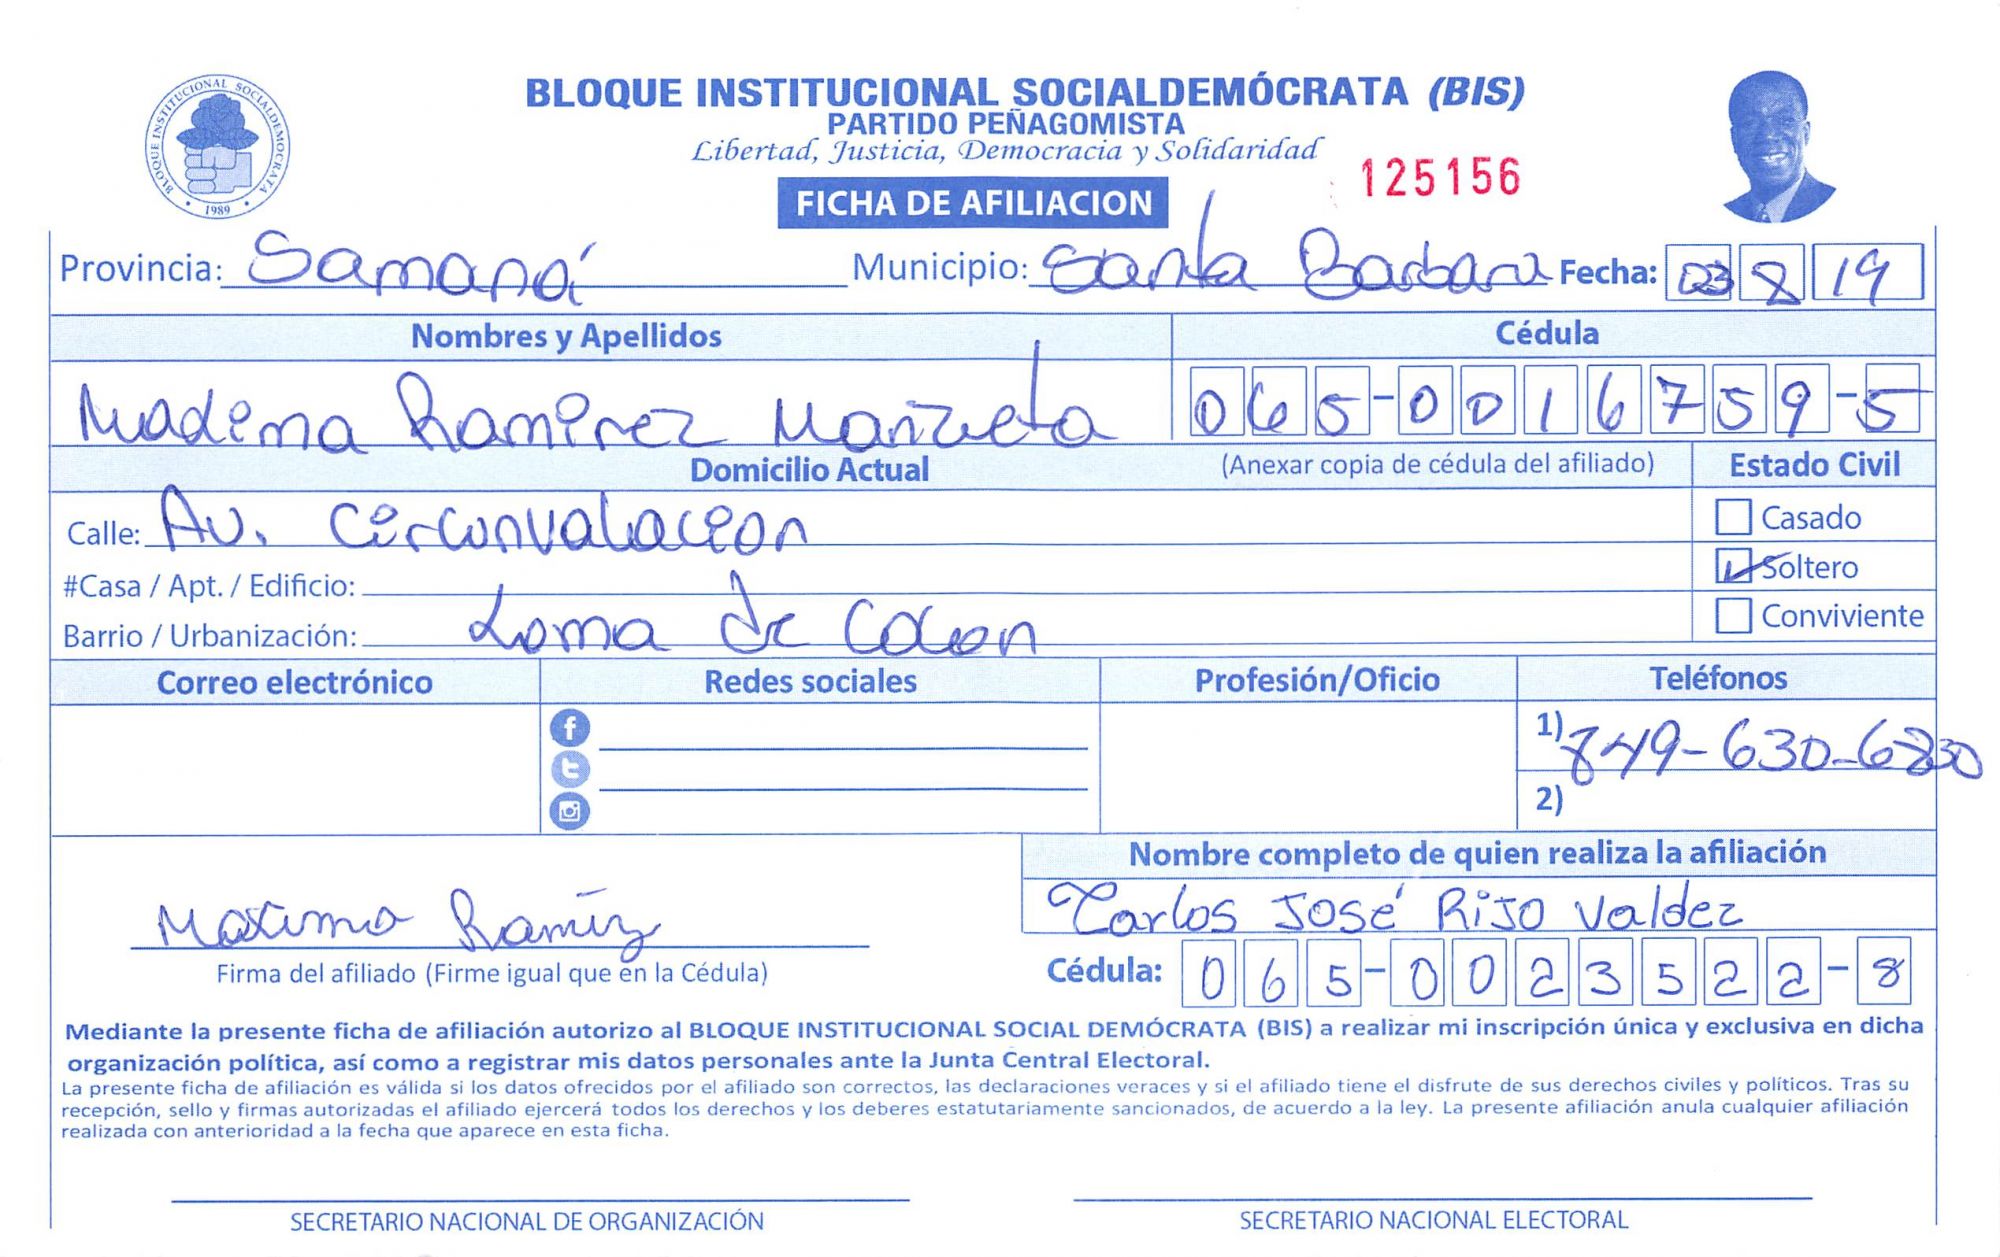 BLOQUE INSTITUCIONAL SOCIALDEMÓCRATA (BIS)
PARTIDO PEÑAGOMISTA
Libertad, Justicia, Democracia y Solidaridad
BLOQUE INSTITUCIONAL SOCIALDEMOCRATA
1989
125156
FICHA DE AFILIACION
Provincia: Samaná Municipio: Santa Barbara Fecha: 03 8 19
Nombres y Apellidos Cédula
Ramirez 065-0016759-5
Domicilio Actual (Anexar copia de cédula del afiliado) Estado Civil
Calle: Av. Circunvalacion Casado
#Casa / Apt. / Edificio: Soltero
Barrio / Urbanización: Loma de Conviviente
Correo electrónico Redes sociales Profesión/Oficio Teléfonos
1) 849-630-
2)
Nombre completo de quien realiza la afiliación
Carlos José Rijo Valdez
Maximo Ramirez
Firma del afiliado (Firme igual que en la Cédula) Cédula: 065-0023522-8
Mediante la presente ficha de afiliación autorizo al BLOQUE INSTITUCIONAL SOCIAL DEMÓCRATA (BIS) a realizar mi inscripción única y exclusiva en dicha
organización política, así como a registrar mis datos personales ante la Junta Central Electoral.
La presente ficha de afiliación es válida si los datos ofrecidos por el afiliado son correctos, las declaraciones veraces y si el afiliado tiene el disfrute de sus derechos civiles y políticos. Tras su
recepción, sello y firmas autorizadas el afiliado ejercerá todos los derechos y los deberes estatutariamente sancionados, de acuerdo a la ley. La presente afiliación anula cualquier afiliación
realizada con anterioridad a la fecha que aparece en esta ficha.
SECRETARIO NACIONAL DE ORGANIZACIÓN SECRETARIO NACIONAL ELECTORAL